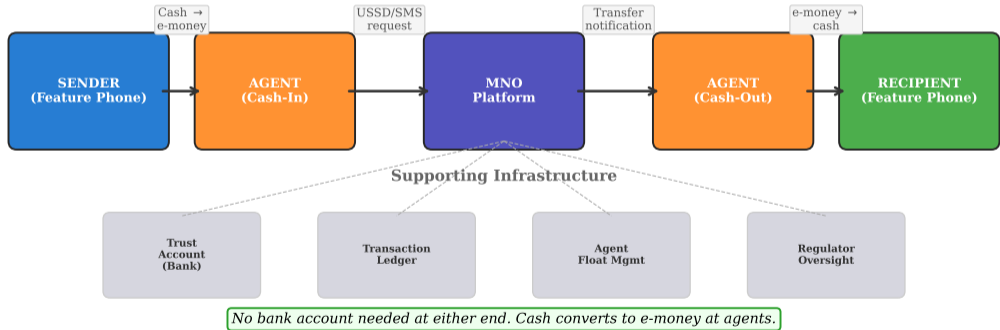 Cash →
e-money
USSD/SMS
request
Transfer
notification
e-money →
cash
SENDER
(Feature Phone)
AGENT
(Cash-In)
MNO
Platform
AGENT
(Cash-Out)
RECIPIENT
(Feature Phone)
Supporting Infrastructure
Trust
Account
(Bank)
Transaction
Ledger
Agent
Float Mgmt
Regulator
Oversight
No bank account needed at either end. Cash converts to e-money at agents.